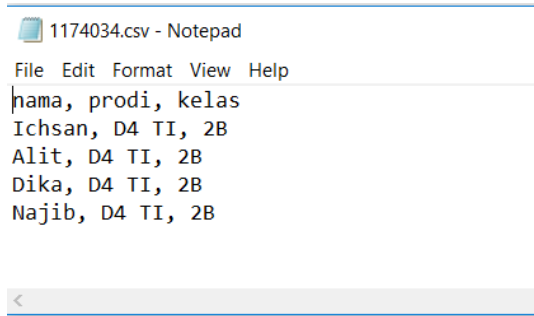 1174034.csv - Notepad
File Edit Format View Help
nama, prodi, kelas
Ichsan, D4 TI, 2B
Alit, D4 TI, 2B
Dika, D4 TI, 2B
Najib, D4 TI, 2B